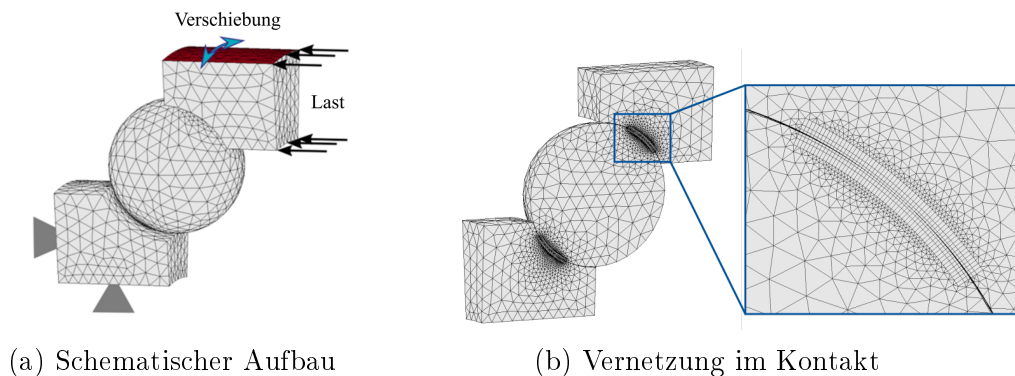 Verschiebung
Last
(a) Schematischer Aufbau
(b) Vernetzung im Kontakt